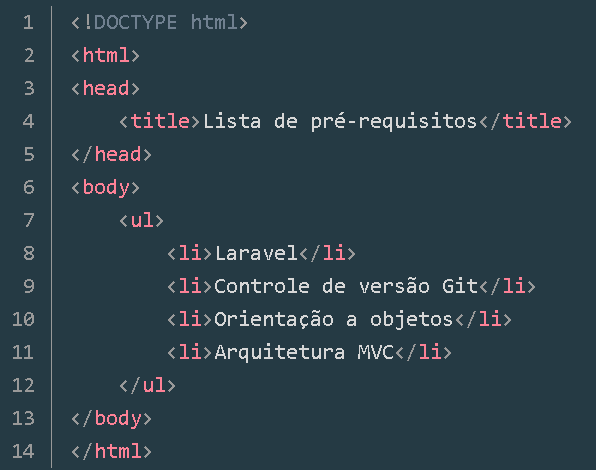 1 <!DOCTYPE html>
2 <html>
3 <head>
4     <title>Lista de pré-requisitos</title>
5 </head>
6 <body>
7     <ul>
8         <li>Laravel</li>
9         <li>Controle de versão Git</li>
10         <li>Orientação a objetos</li>
11         <li>Arquitetura MVC</li>
12     </ul>
13 </body>
14 </html>